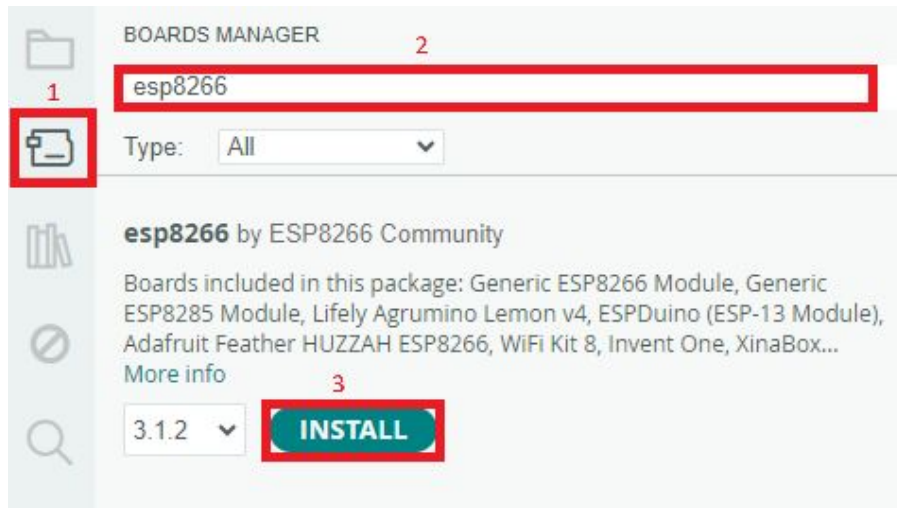 BOARDS MANAGER
2
esp8266
1
Type: All
esp8266 by ESP8266 Community
Boards included in this package: Generic ESP8266 Module, Generic
ESP8285 Module, Lifely Agrumino Lemon v4, ESPDuino (ESP-13 Module),
Adafruit Feather HUZZAH ESP8266, WiFi Kit 8, Invent One, XinaBox...
More info
3
3.1.2 INSTALL